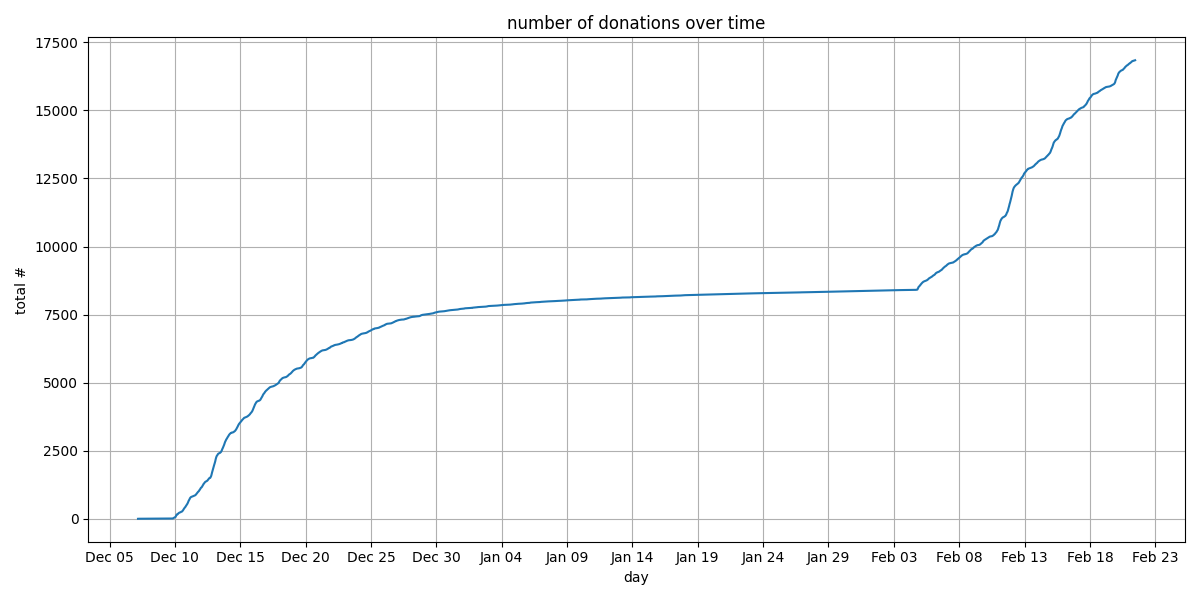 number of donations over time
17500
15000
12500
10000
7500
5000
2500
0
total #
Dec 05 Dec 10 Dec 15 Dec 20 Dec 25 Dec 30 Jan 04 Jan 09 Jan 14 Jan 19 Jan 24 Jan 29 Feb 03 Feb 08 Feb 13 Feb 18 Feb 23
day